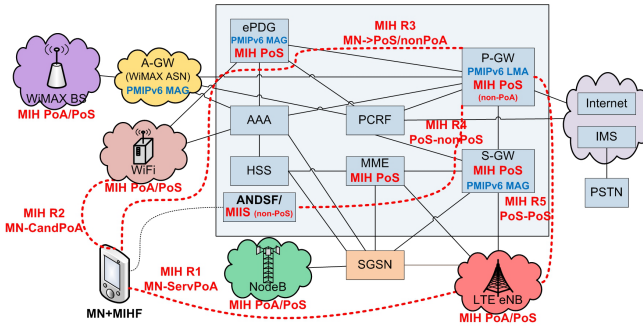 ePDG
PMIPv6 MAG
MIH PoS
MIH R3
MN->PoS/nonPoA
A-GW
(WiMAX ASN)
PMIPv6 MAG
P-GW
PMIPv6 LMA
MIH PoS
(non-PoA)
WiMAX BS
MIH PoA/PoS
Internet
IMS
PSTN
AAA
PCRF
MIH R4
PoS-nonPoS
WiFi
MIH PoA/PoS
HSS
MME
MIH PoS
S-GW
MIH PoS
PMIPv6 MAG
ANDSF/
MIIS (non-PoS)
MIH R5
PoS-PoS
MIH R2
MN-CandPoA
MIH R1
MN-ServPoA
MN+MIHF
NodeB
MIH PoA/PoS
SGSN
LTE eNB
MIH PoA/PoS